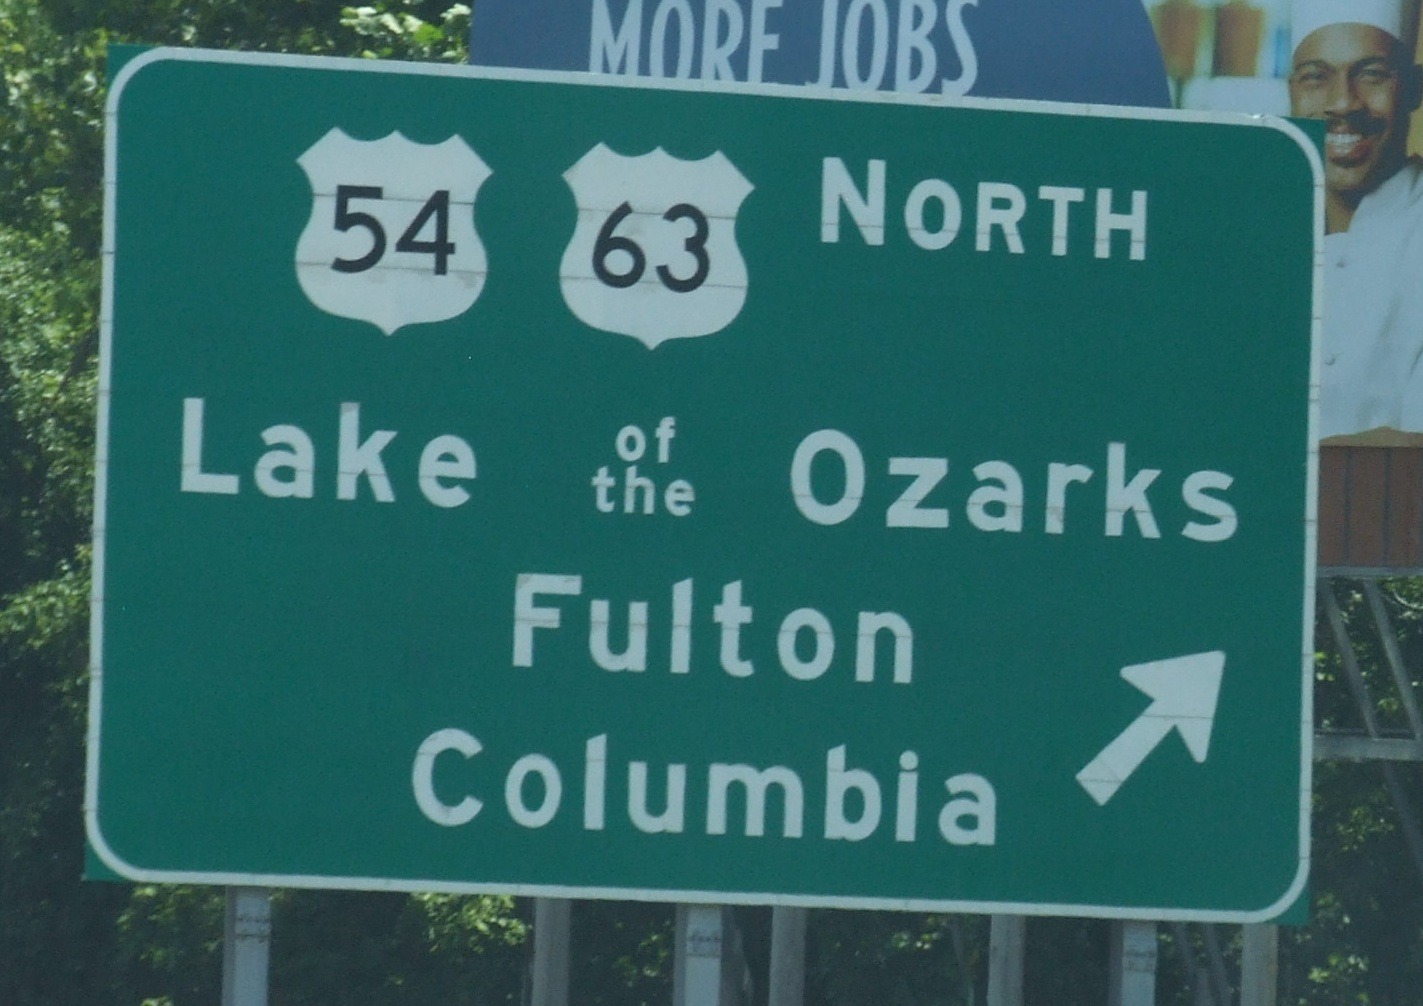 MORE JOBS
54 63 NORTH
Lake of the Ozarks
Fulton
Columbia